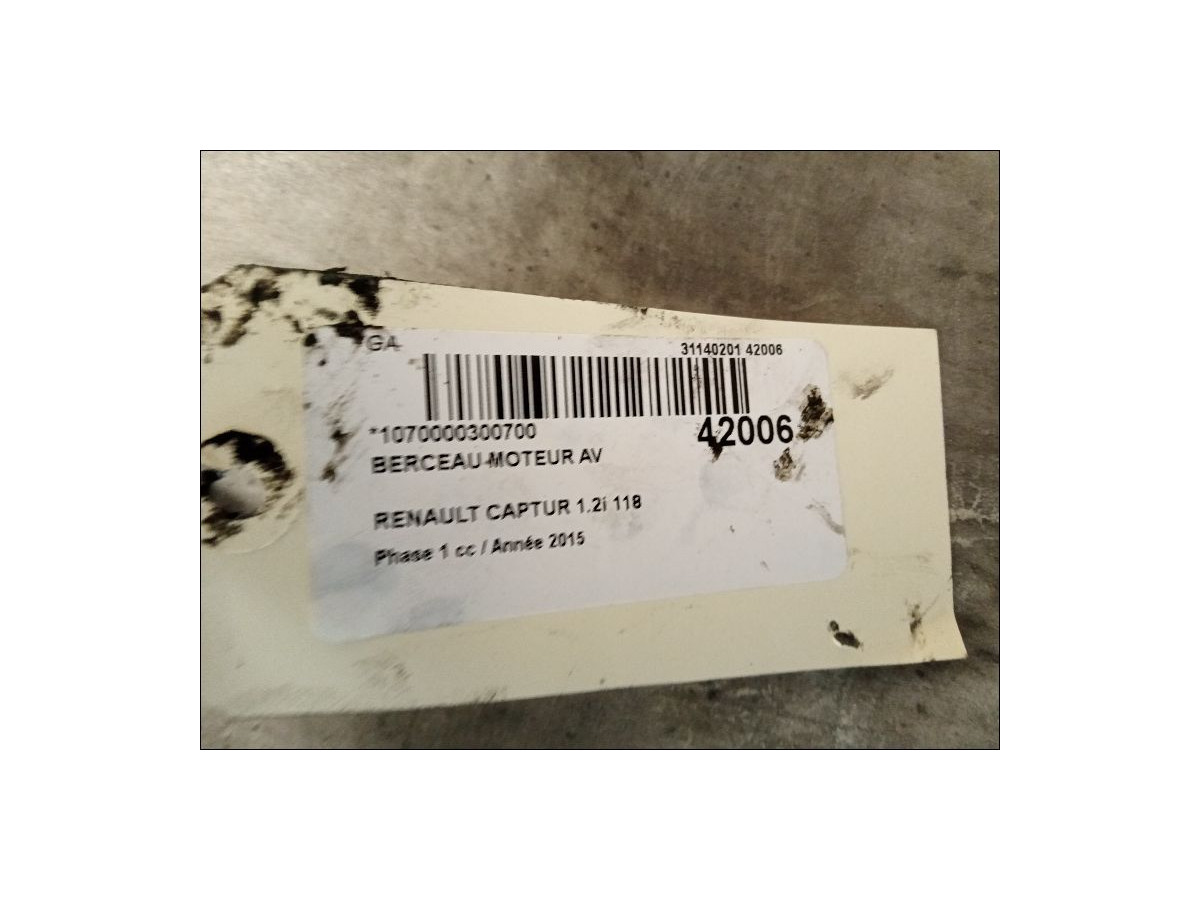 GA 31140201 42006
*1070000300700 42006
BERCEAU MOTEUR AV
RENAULT CAPTUR 1.2i 118
Phase 1 cc / Année 2015